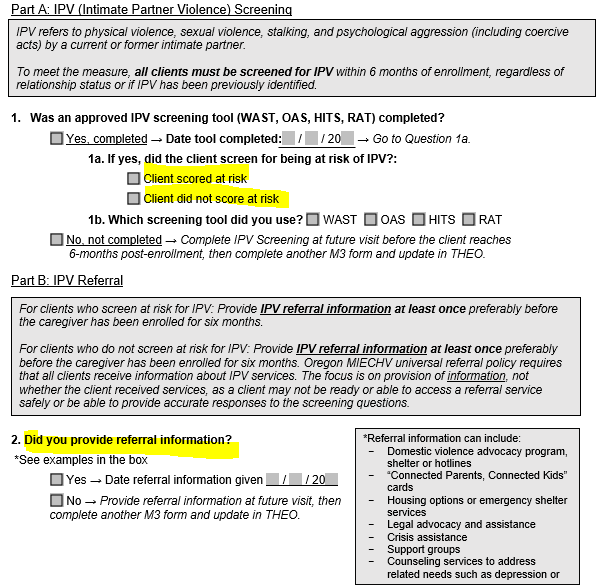 Part A: IPV (Intimate Partner Violence) Screening
IPV refers to physical violence, sexual violence, stalking, and psychological aggression (including coercive
acts) by a current or former intimate partner.
To meet the measure, all clients must be screened for IPV within 6 months of enrollment, regardless of
relationship status or if IPV has been previously identified.
1. Was an approved IPV screening tool (WAST, OAS, HITS, RAT) completed?
Yes, completed → Date tool completed: / / 20 → Go to Question 1a.
1a. If yes, did the client screen for being at risk of IPV?:
Client scored at risk
Client did not score at risk
1b. Which screening tool did you use? WAST OAS HITS RAT
No, not completed → Complete IPV Screening at future visit before the client reaches
6-months post-enrollment, then complete another M3 form and update in THEO.
Part B: IPV Referral
For clients who screen at risk for IPV: Provide IPV referral information at least once preferably before
the caregiver has been enrolled for six months.
For clients who do not screen at risk for IPV: Provide IPV referral information at least once preferably
before the caregiver has been enrolled for six months. Oregon MIECHV universal referral policy requires
that all clients receive information about IPV services. The focus is on provision of information, not
whether the client received services, as a client may not be ready or able to access a referral service
safely or be able to provide accurate responses to the screening questions.
2. Did you provide referral information?
*See examples in the box
Yes → Date referral information given / / 20
No → Provide referral information at future visit, then
complete another M3 form and update in THEO.
*Referral information can include:
− Domestic violence advocacy program,
shelter or hotlines
− "Connected Parents, Connected Kids"
cards
− Housing options or emergency shelter
services
− Legal advocacy and assistance
− Crisis assistance
− Support groups
− Counseling services to address
related needs such as depression or